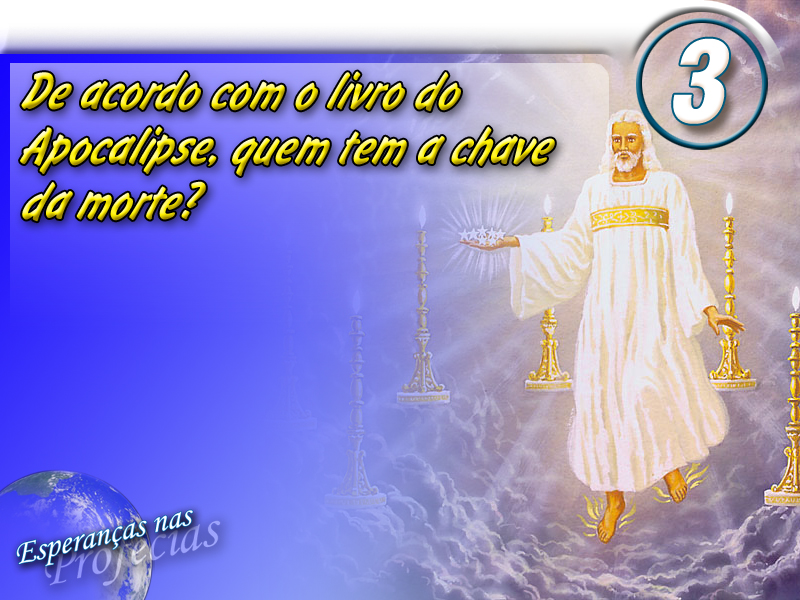 3
De acordo com o livro do
Apocalipse, quem tem a chave
da morte?
Esperanças nas
Profecias